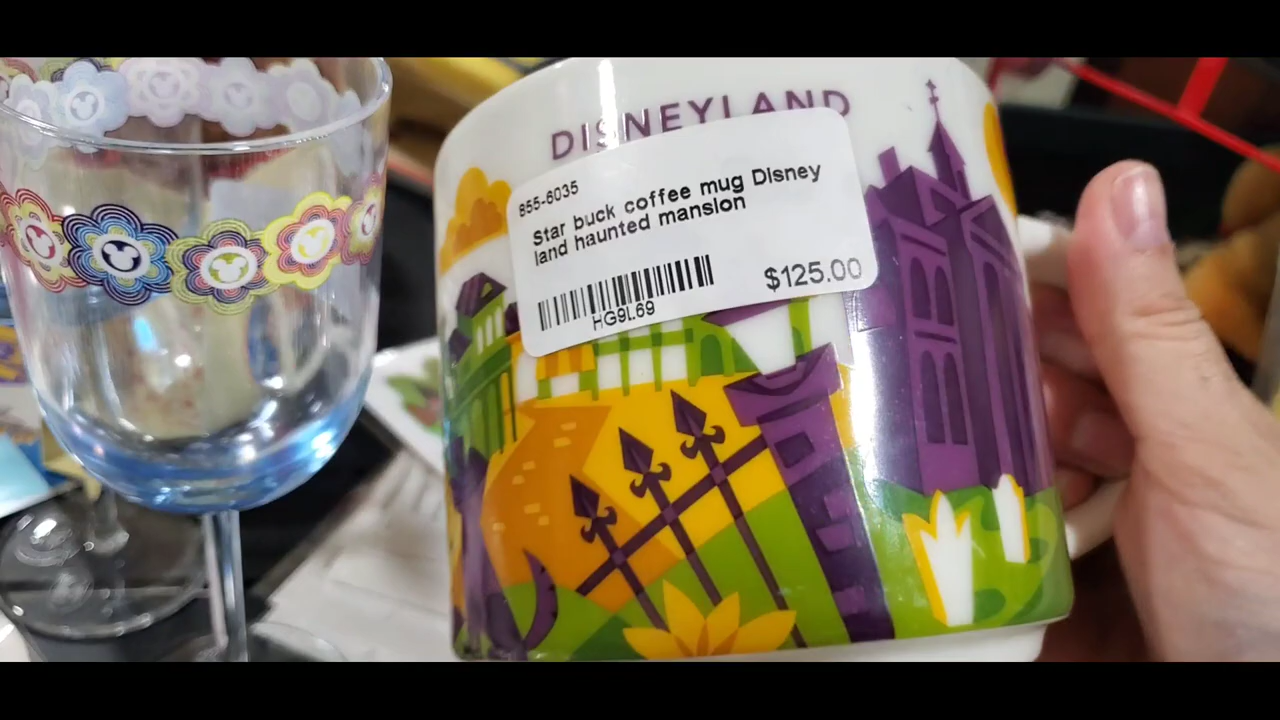 DISNEYLAND
855-6035
Star buck coffee mug Disney
land haunted mansion
$125.00
HG9L69